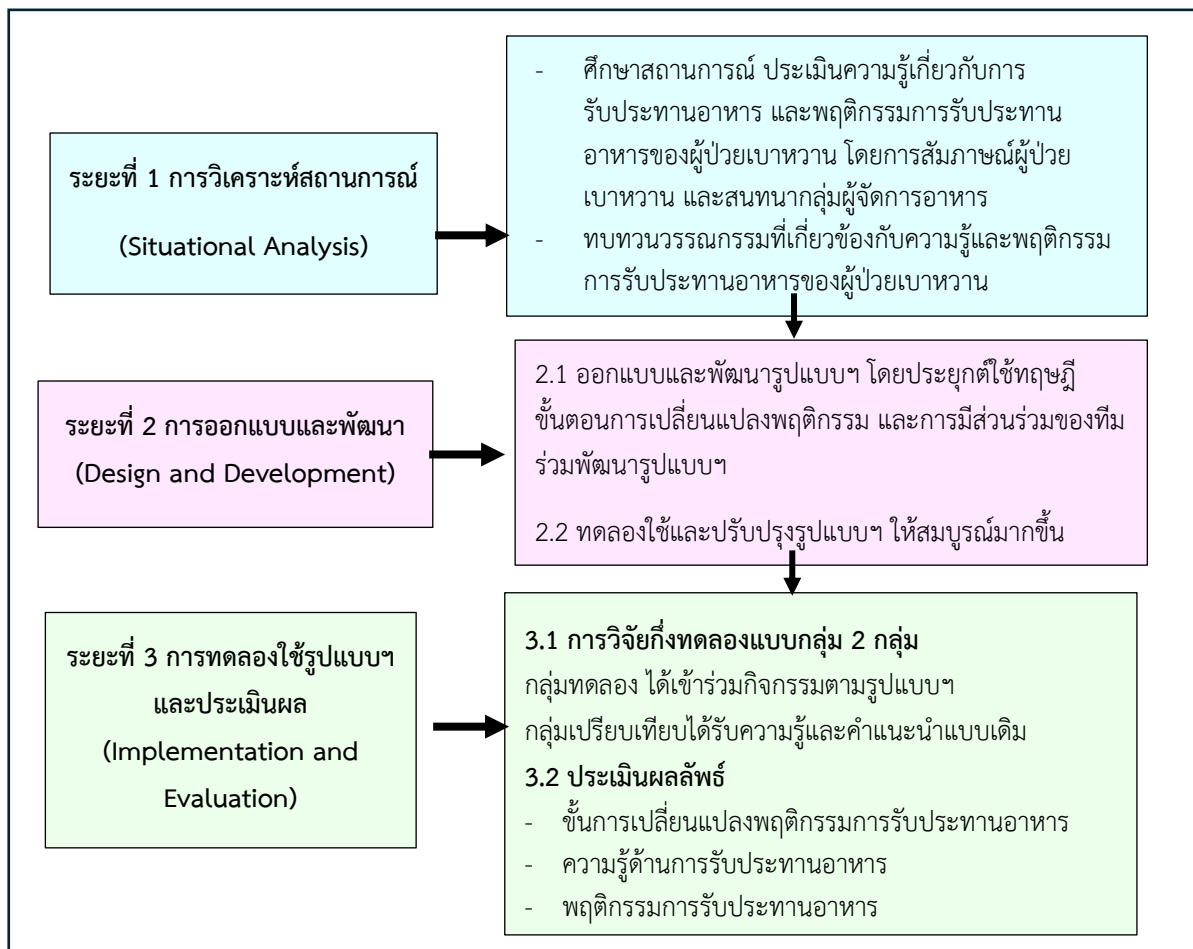 ระยะที่ 1 การวิเคราะห์สถานการณ์
(Situational Analysis)
- ศึกษาสถานการณ์ ประเมินความรู้เกี่ยวกับการ
รับประทานอาหาร และพฤติกรรมการรับประทาน
อาหารของผู้ป่วยเบาหวาน โดยการสัมภาษณ์ผู้ป่วย
เบาหวาน และสนทนากลุ่มผู้จัดการอาหาร
- ทบทวนวรรณกรรมที่เกี่ยวข้องกับความรู้และพฤติกรรม
การรับประทานอาหารของผู้ป่วยเบาหวาน
ระยะที่ 2 การออกแบบและพัฒนา
(Design and Development)
2.1 ออกแบบและพัฒนารูปแบบฯ โดยประยุกต์ใช้ทฤษฎี
ขั้นตอนการเปลี่ยนแปลงพฤติกรรม และการมีส่วนร่วมของทีม
ร่วมพัฒนารูปแบบฯ
2.2 ทดลองใช้และปรับปรุงรูปแบบฯ ให้สมบูรณ์มากขึ้น
ระยะที่ 3 การทดลองใช้รูปแบบฯ
และประเมินผล
(Implementation and
Evaluation)
3.1 การวิจัยกึ่งทดลองแบบกลุ่ม 2 กลุ่ม
กลุ่มทดลอง ได้เข้าร่วมกิจกรรมตามรูปแบบฯ
กลุ่มเปรียบเทียบได้รับความรู้และคำแนะนำแบบเดิม
3.2 ประเมินผลลัพธ์
- ขั้นการเปลี่ยนแปลงพฤติกรรมการรับประทานอาหาร
- ความรู้ด้านการรับประทานอาหาร
- พฤติกรรมการรับประทานอาหาร